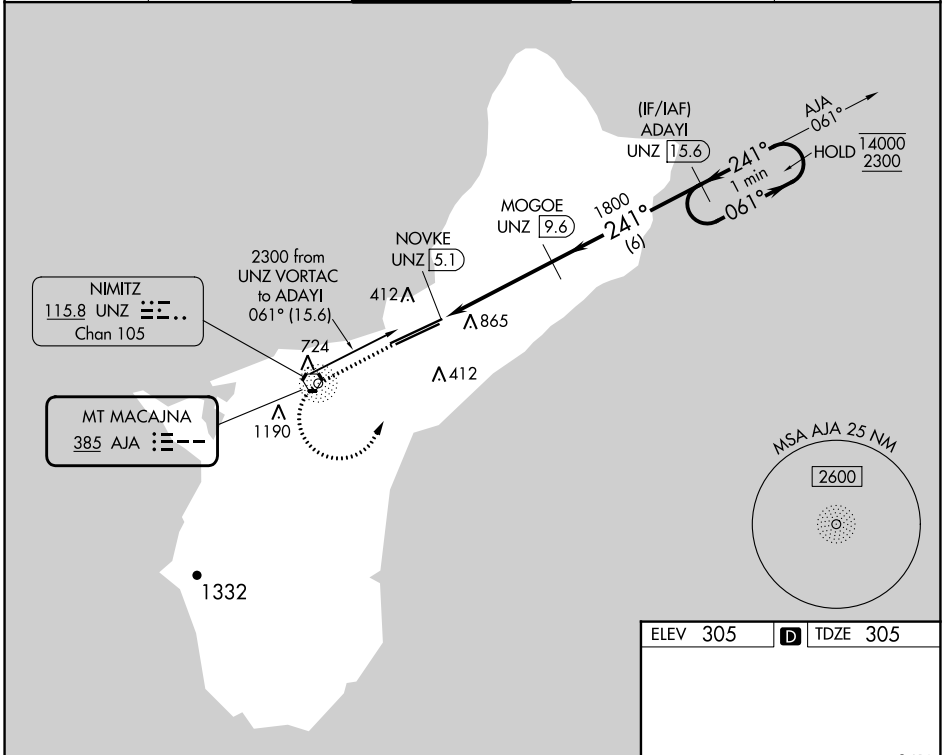 (IF/IAF)
ADAYI
UNZ 15.6
AJA
061°
HOLD
14000
2300
241°
1 min
061°
MOGOE
UNZ 9.6
1800
241°
(6)
NOVKE
UNZ 5.1
2300 from
UNZ VORTAC
to ADAYI
061° (15.6)
412
865
NIMITZ
115.8 UNZ
Chan 105
724
412
MT MACAJNA
385 AJA
1190
MSA AJA 25 NM
2600
1332
ELEV 305 D TDZE 305